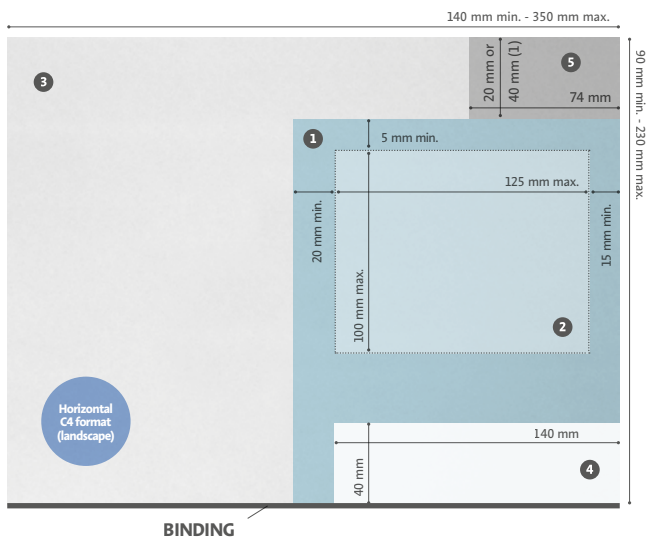 140 mm min. - 350 mm max.
3
20 mm or
40 mm (1)
5
74 mm
90 mm min. - 230 mm max.
1
5 mm min.
125 mm max.
20 mm min.
15 mm min.
100 mm max.
2
Horizontal
C4 format
(landscape)
140 mm
40 mm
4
BINDING